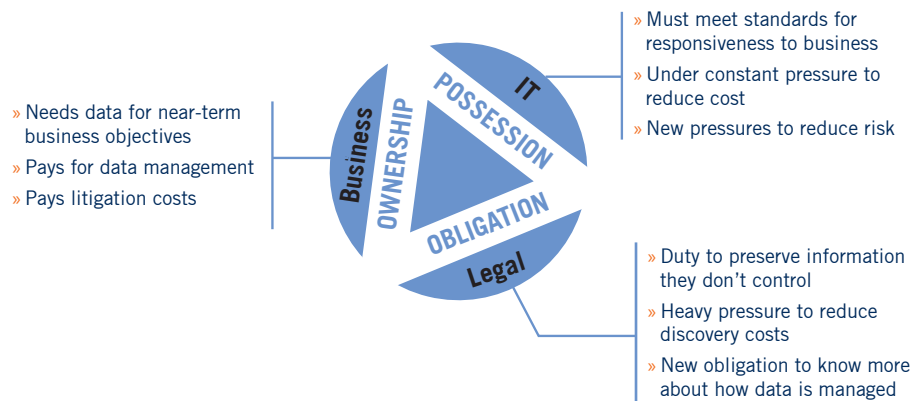 » Needs data for near-term
business objectives
» Pays for data management
» Pays litigation costs
Business
OWNERSHIP
IT
POSSESSION
» Must meet standards for
responsiveness to business
» Under constant pressure to
reduce cost
» New pressures to reduce risk
OBLIGATION
Legal
» Duty to preserve information
they don’t control
» Heavy pressure to reduce
discovery costs
» New obligation to know more
about how data is managed